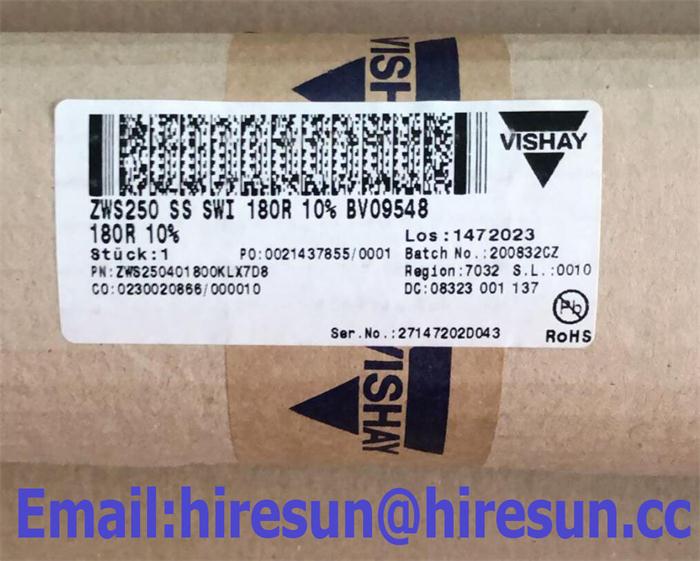 VISHAY
VISHAY
ZWS250 SS SWI 180R 10% BV09548
180R 10%
Los:1472023
Stück:1 PO:0021437855/0001 Batch No.:200832CZ
PN:ZWS250401800KLX7D8 Region:7032 S.L.:0010
CO:0230020866/000010 DC:08323 001 137
Pb
Ser.No.:27147202D043
RoHS
VISHAY
Email:hiresun@hiresun.cc